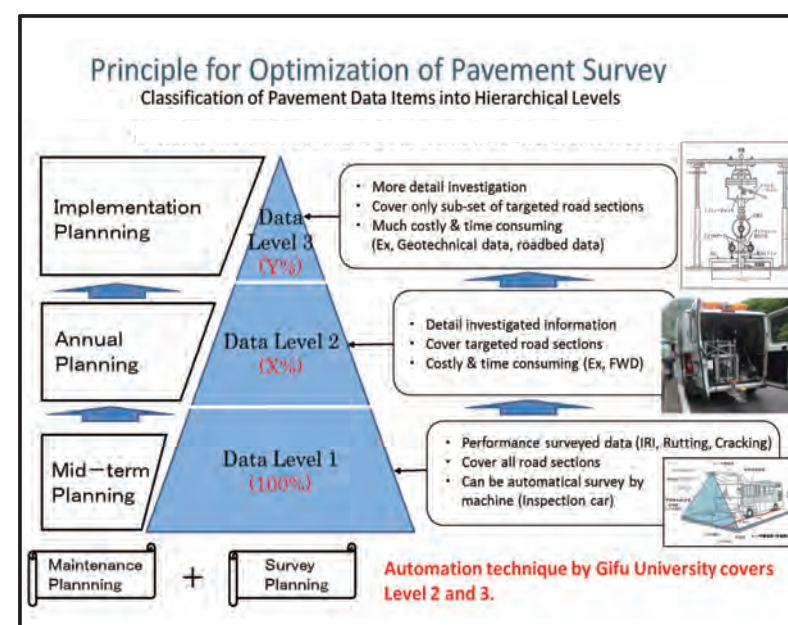 Principle for Optimization of Pavement Survey
Classification of Pavement Data Items into Hierarchical Levels
Implementation
Plannning
Data
Level 3
(Y%)
・ More detail investigation
・ Cover only sub-set of targeted road sections
・ Much costly & time consuming
(Ex, Geotechnical data, roadbed data)
Annual
Planning
Data Level 2
(X%)
・ Detail investigated information
・ Cover targeted road sections
・ Costly & time consuming (Ex, FWD)
Mid－term
Planning
Data Level 1
(100%)
・ Performance surveyed data (IRI, Rutting, Cracking)
・ Cover all road sections
・ Can be automatical survey by
machine (Inspection car)
Maintenance
Plannning
+
Survey
Planning
Automation technique by Gifu University covers
Level 2 and 3.